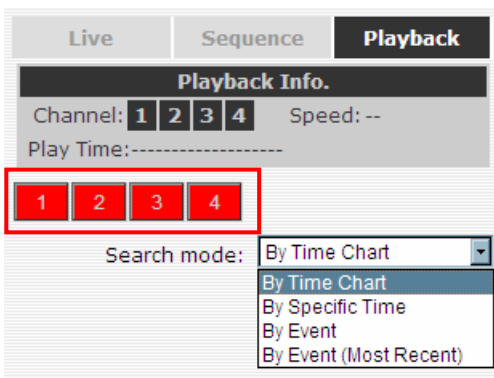 Live Sequence Playback
Playback Info.
Channel: 1 2 3 4 Speed: --
Play Time:-------------------
1 2 3 4
Search mode: By Time Chart
By Time Chart
By Specific Time
By Event
By Event (Most Recent)